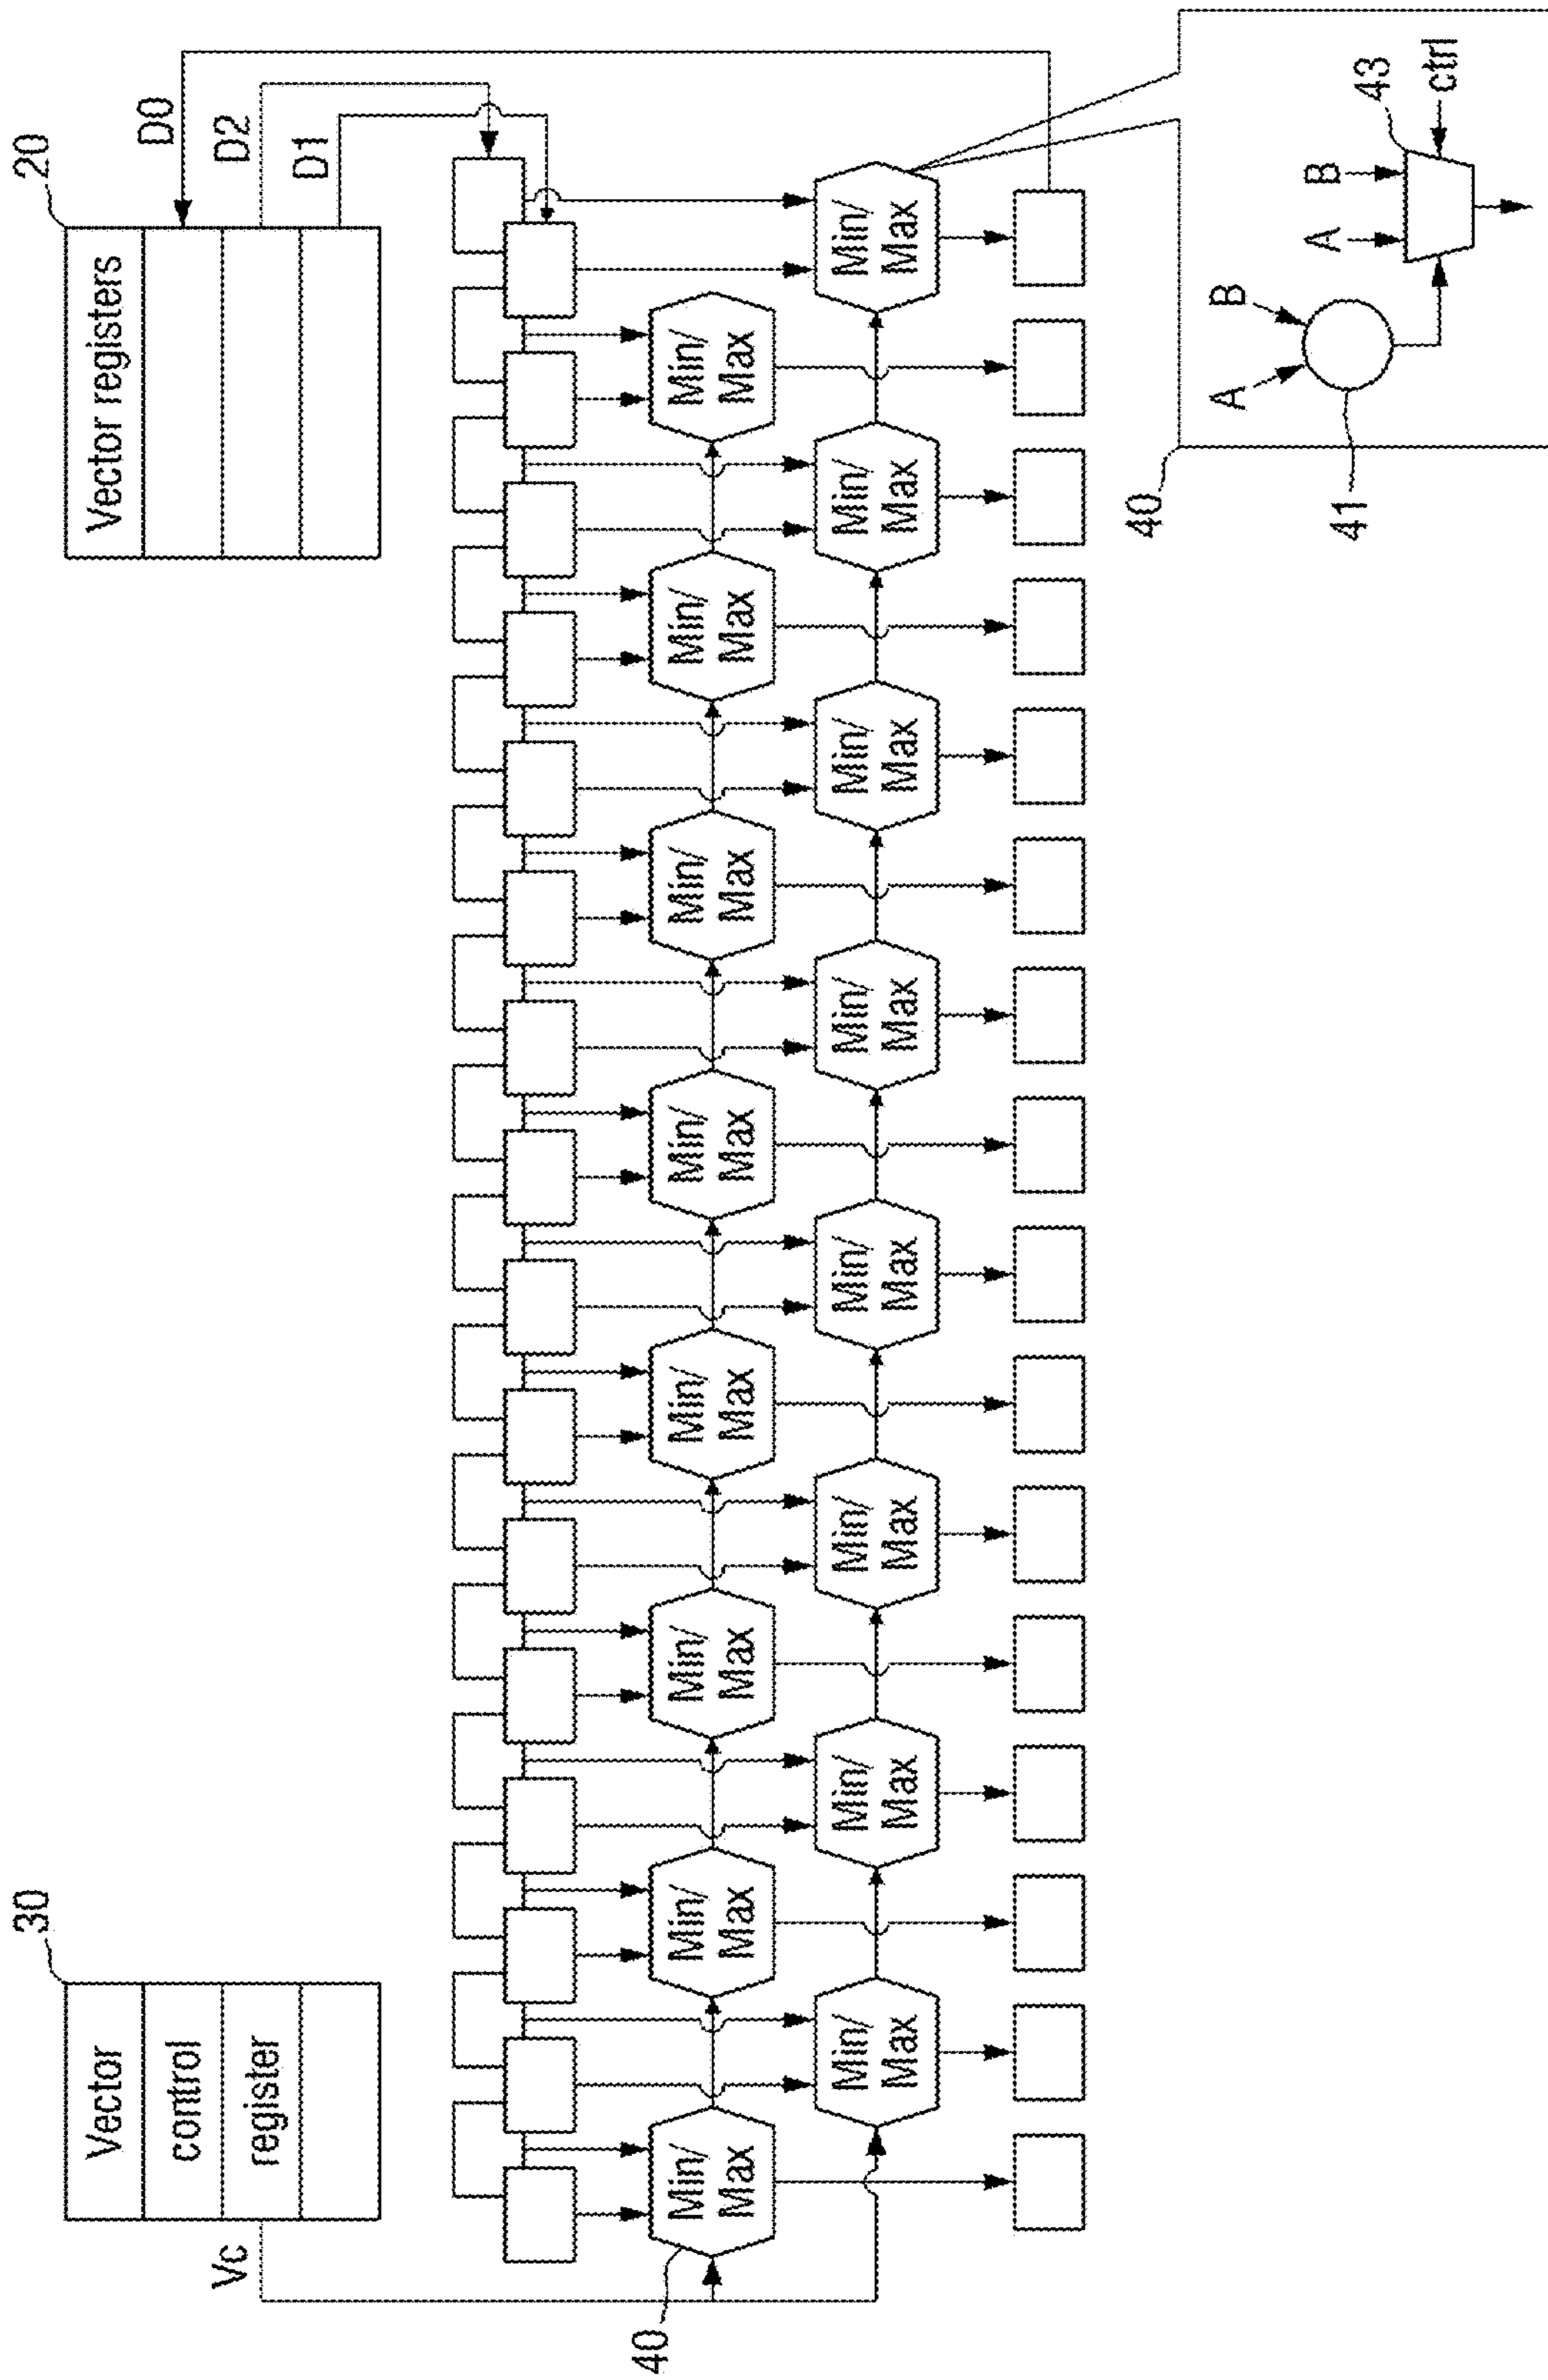 30
Vector
control
register
Vc
20
Vector registers
D0
D2
D1
40
Min/
Max
Min/
Max
Min/
Max
Min/
Max
Min/
Max
Min/
Max
Min/
Max
Min/
Max
Min/
Max
Min/
Max
Min/
Max
Min/
Max
Min/
Max
Min/
Max
Min/
Max
Min/
Max
40
A
B
41
A
B
43
ctrl